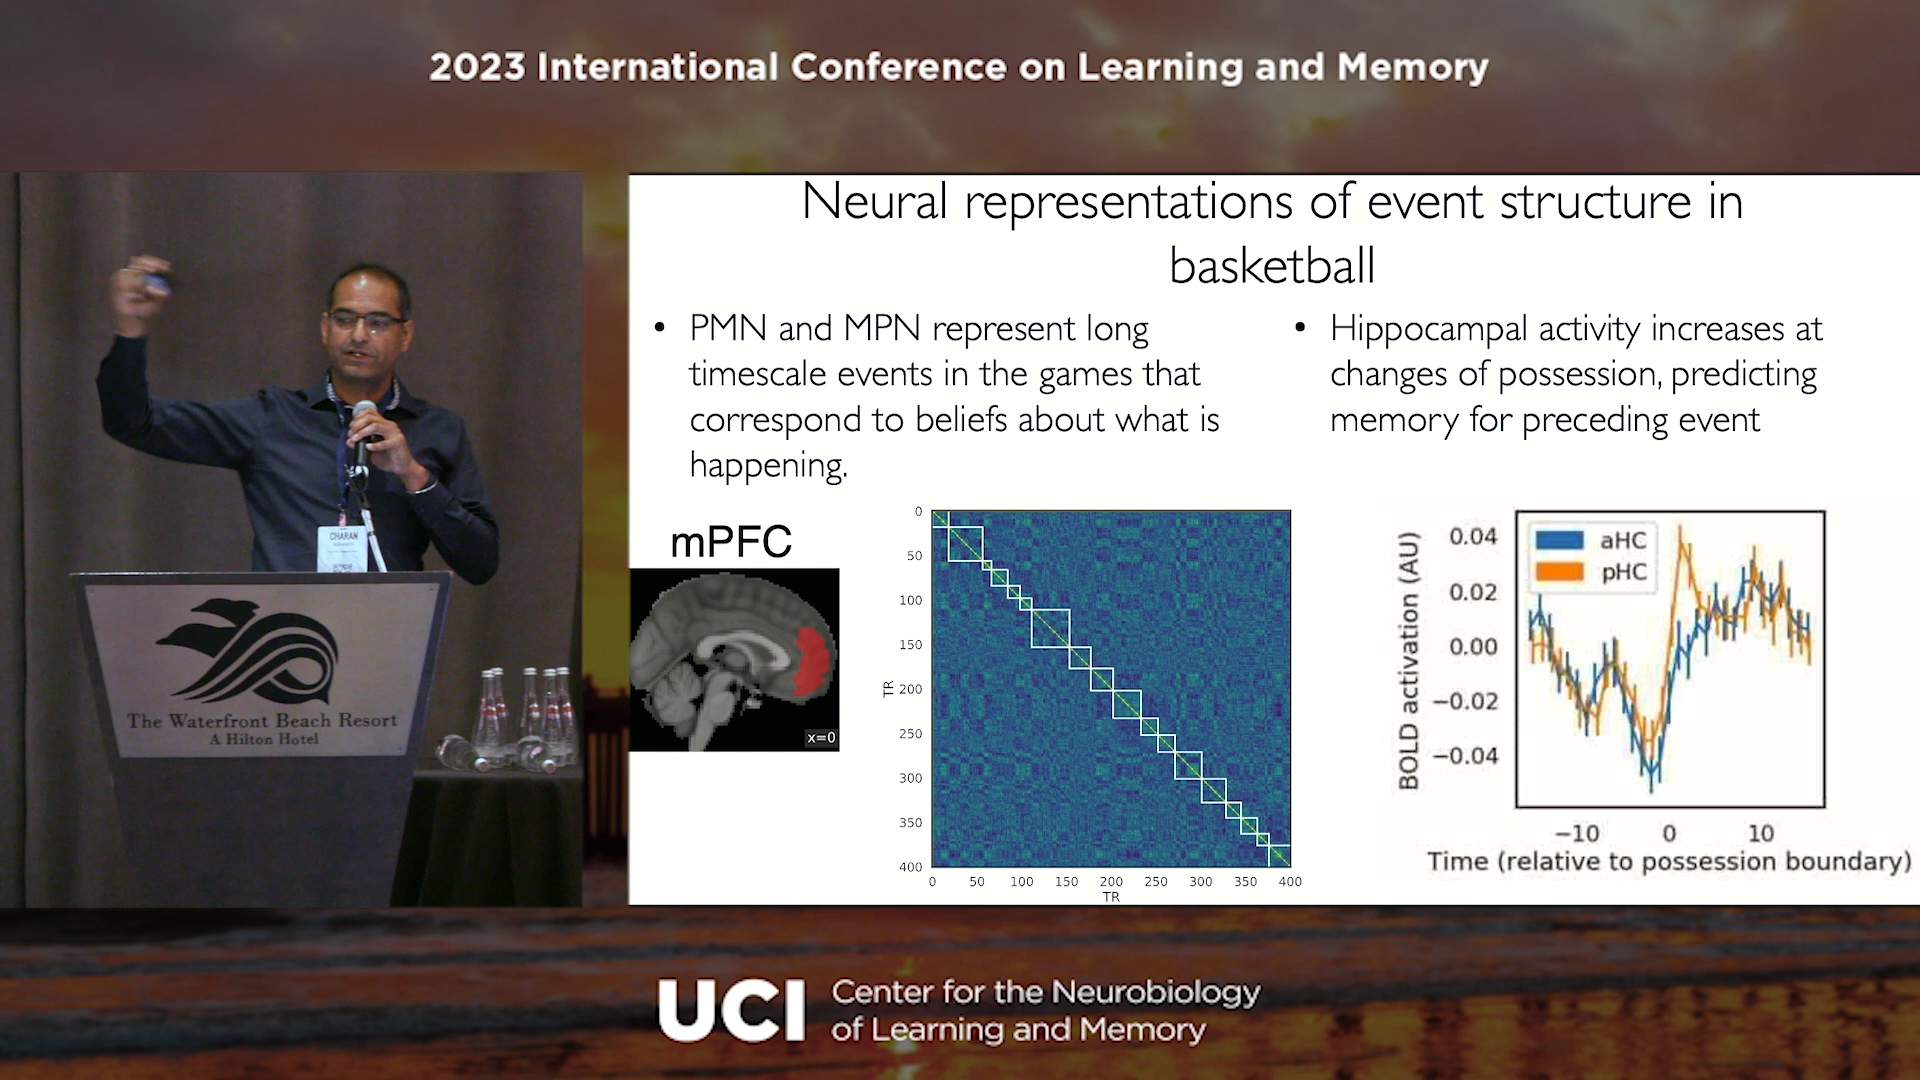 2023 International Conference on Learning and Memory
CHARAN
The Waterfront Beach Resort
A Hilton Hotel
Neural representations of event structure in
basketball
• PMN and MPN represent long
timescale events in the games that
correspond to beliefs about what is
happening.
• Hippocampal activity increases at
changes of possession, predicting
memory for preceding event
mPFC
x=0
0
50
100
150
200
250
300
350
400
TR
0 50 100 150 200 250 300 350 400
TR
aHC
pHC
0.04
0.02
0.00
−0.02
−0.04
BOLD activation (AU)
−10 0 10
Time (relative to possession boundary)
UCI Center for the Neurobiology
of Learning and Memory